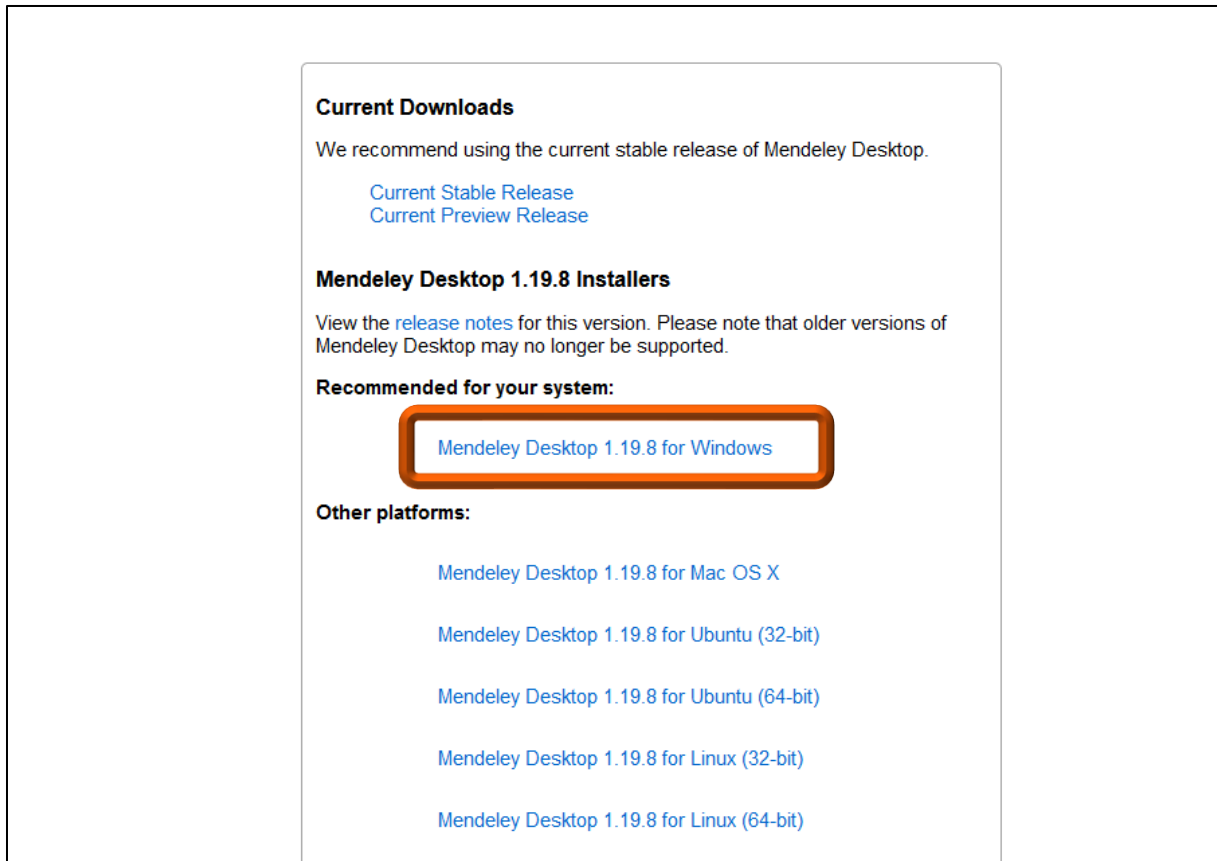 Current Downloads
We recommend using the current stable release of Mendeley Desktop.
Current Stable Release
Current Preview Release
Mendeley Desktop 1.19.8 Installers
View the release notes for this version. Please note that older versions of
Mendeley Desktop may no longer be supported.
Recommended for your system:
Mendeley Desktop 1.19.8 for Windows
Other platforms:
Mendeley Desktop 1.19.8 for Mac OS X
Mendeley Desktop 1.19.8 for Ubuntu (32-bit)
Mendeley Desktop 1.19.8 for Ubuntu (64-bit)
Mendeley Desktop 1.19.8 for Linux (32-bit)
Mendeley Desktop 1.19.8 for Linux (64-bit)